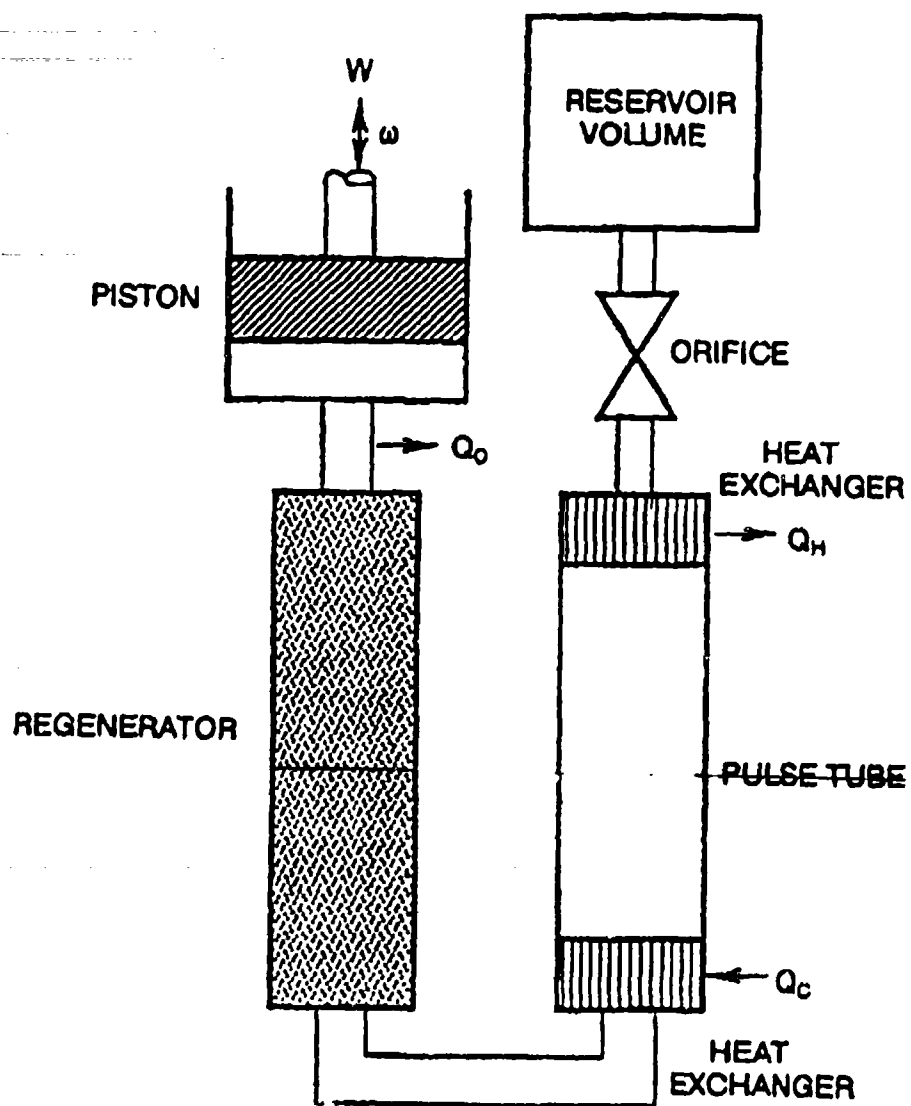 W
ω
RESERVOIR
VOLUME
PISTON
ORIFICE
Q₀
HEAT
EXCHANGER
Q_H
REGENERATOR
PULSE TUBE
Q_C
HEAT
EXCHANGER